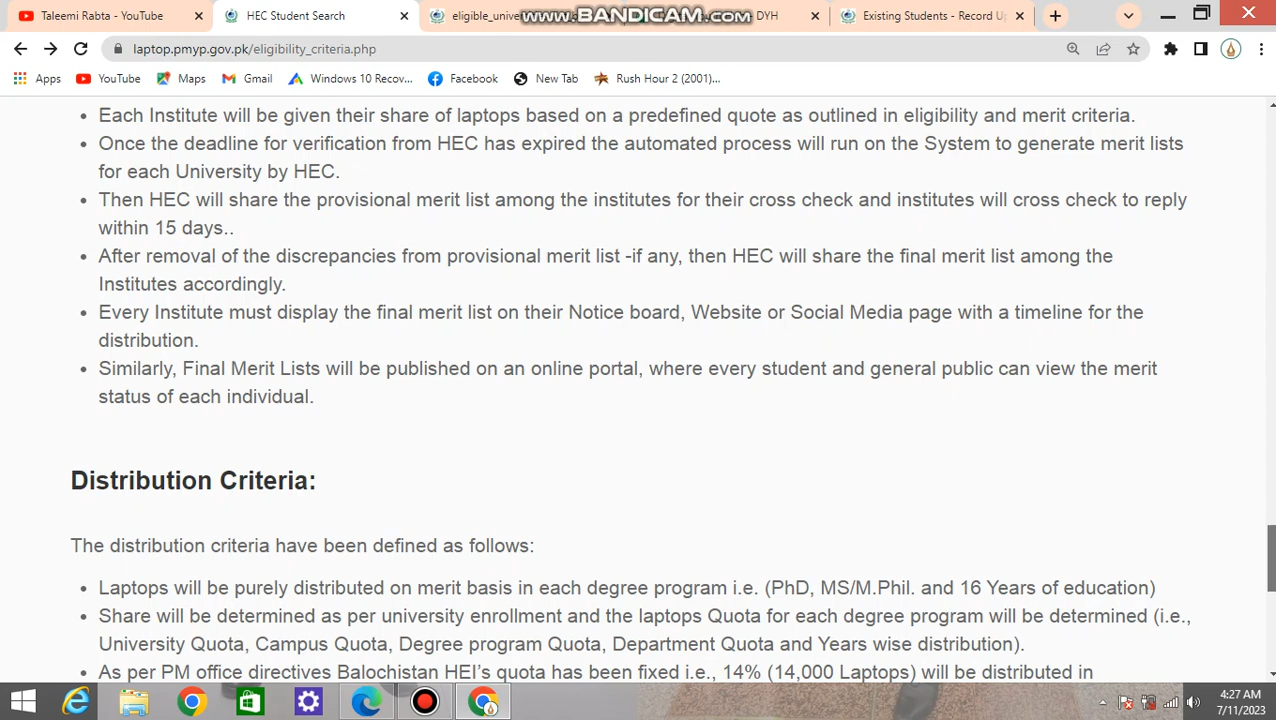 Taleemi Rabta - YouTube
HEC Student Search
eligible_unive
DYH
Existing Students - Record U
www.BANDICAM.com
laptop.pmyp.gov.pk/eligibility_criteria.php
Apps
YouTube
Maps
Gmail
Windows 10 Recov...
Facebook
New Tab
Rush Hour 2 (2001)...
• Each Institute will be given their share of laptops based on a predefined quote as outlined in eligibility and merit criteria.
• Once the deadline for verification from HEC has expired the automated process will run on the System to generate merit lists
for each University by HEC.
• Then HEC will share the provisional merit list among the institutes for their cross check and institutes will cross check to reply
within 15 days..
• After removal of the discrepancies from provisional merit list -if any, then HEC will share the final merit list among the
Institutes accordingly.
• Every Institute must display the final merit list on their Notice board, Website or Social Media page with a timeline for the
distribution.
• Similarly, Final Merit Lists will be published on an online portal, where every student and general public can view the merit
status of each individual.
Distribution Criteria:
The distribution criteria have been defined as follows:
• Laptops will be purely distributed on merit basis in each degree program i.e. (PhD, MS/M.Phil. and 16 Years of education)
• Share will be determined as per university enrollment and the laptops Quota for each degree program will be determined (i.e.,
University Quota, Campus Quota, Degree program Quota, Department Quota and Years wise distribution).
• As per PM office directives Balochistan HEI's quota has been fixed i.e., 14% (14,000 Laptops) will be distributed in
4:27 AM
7/11/2023